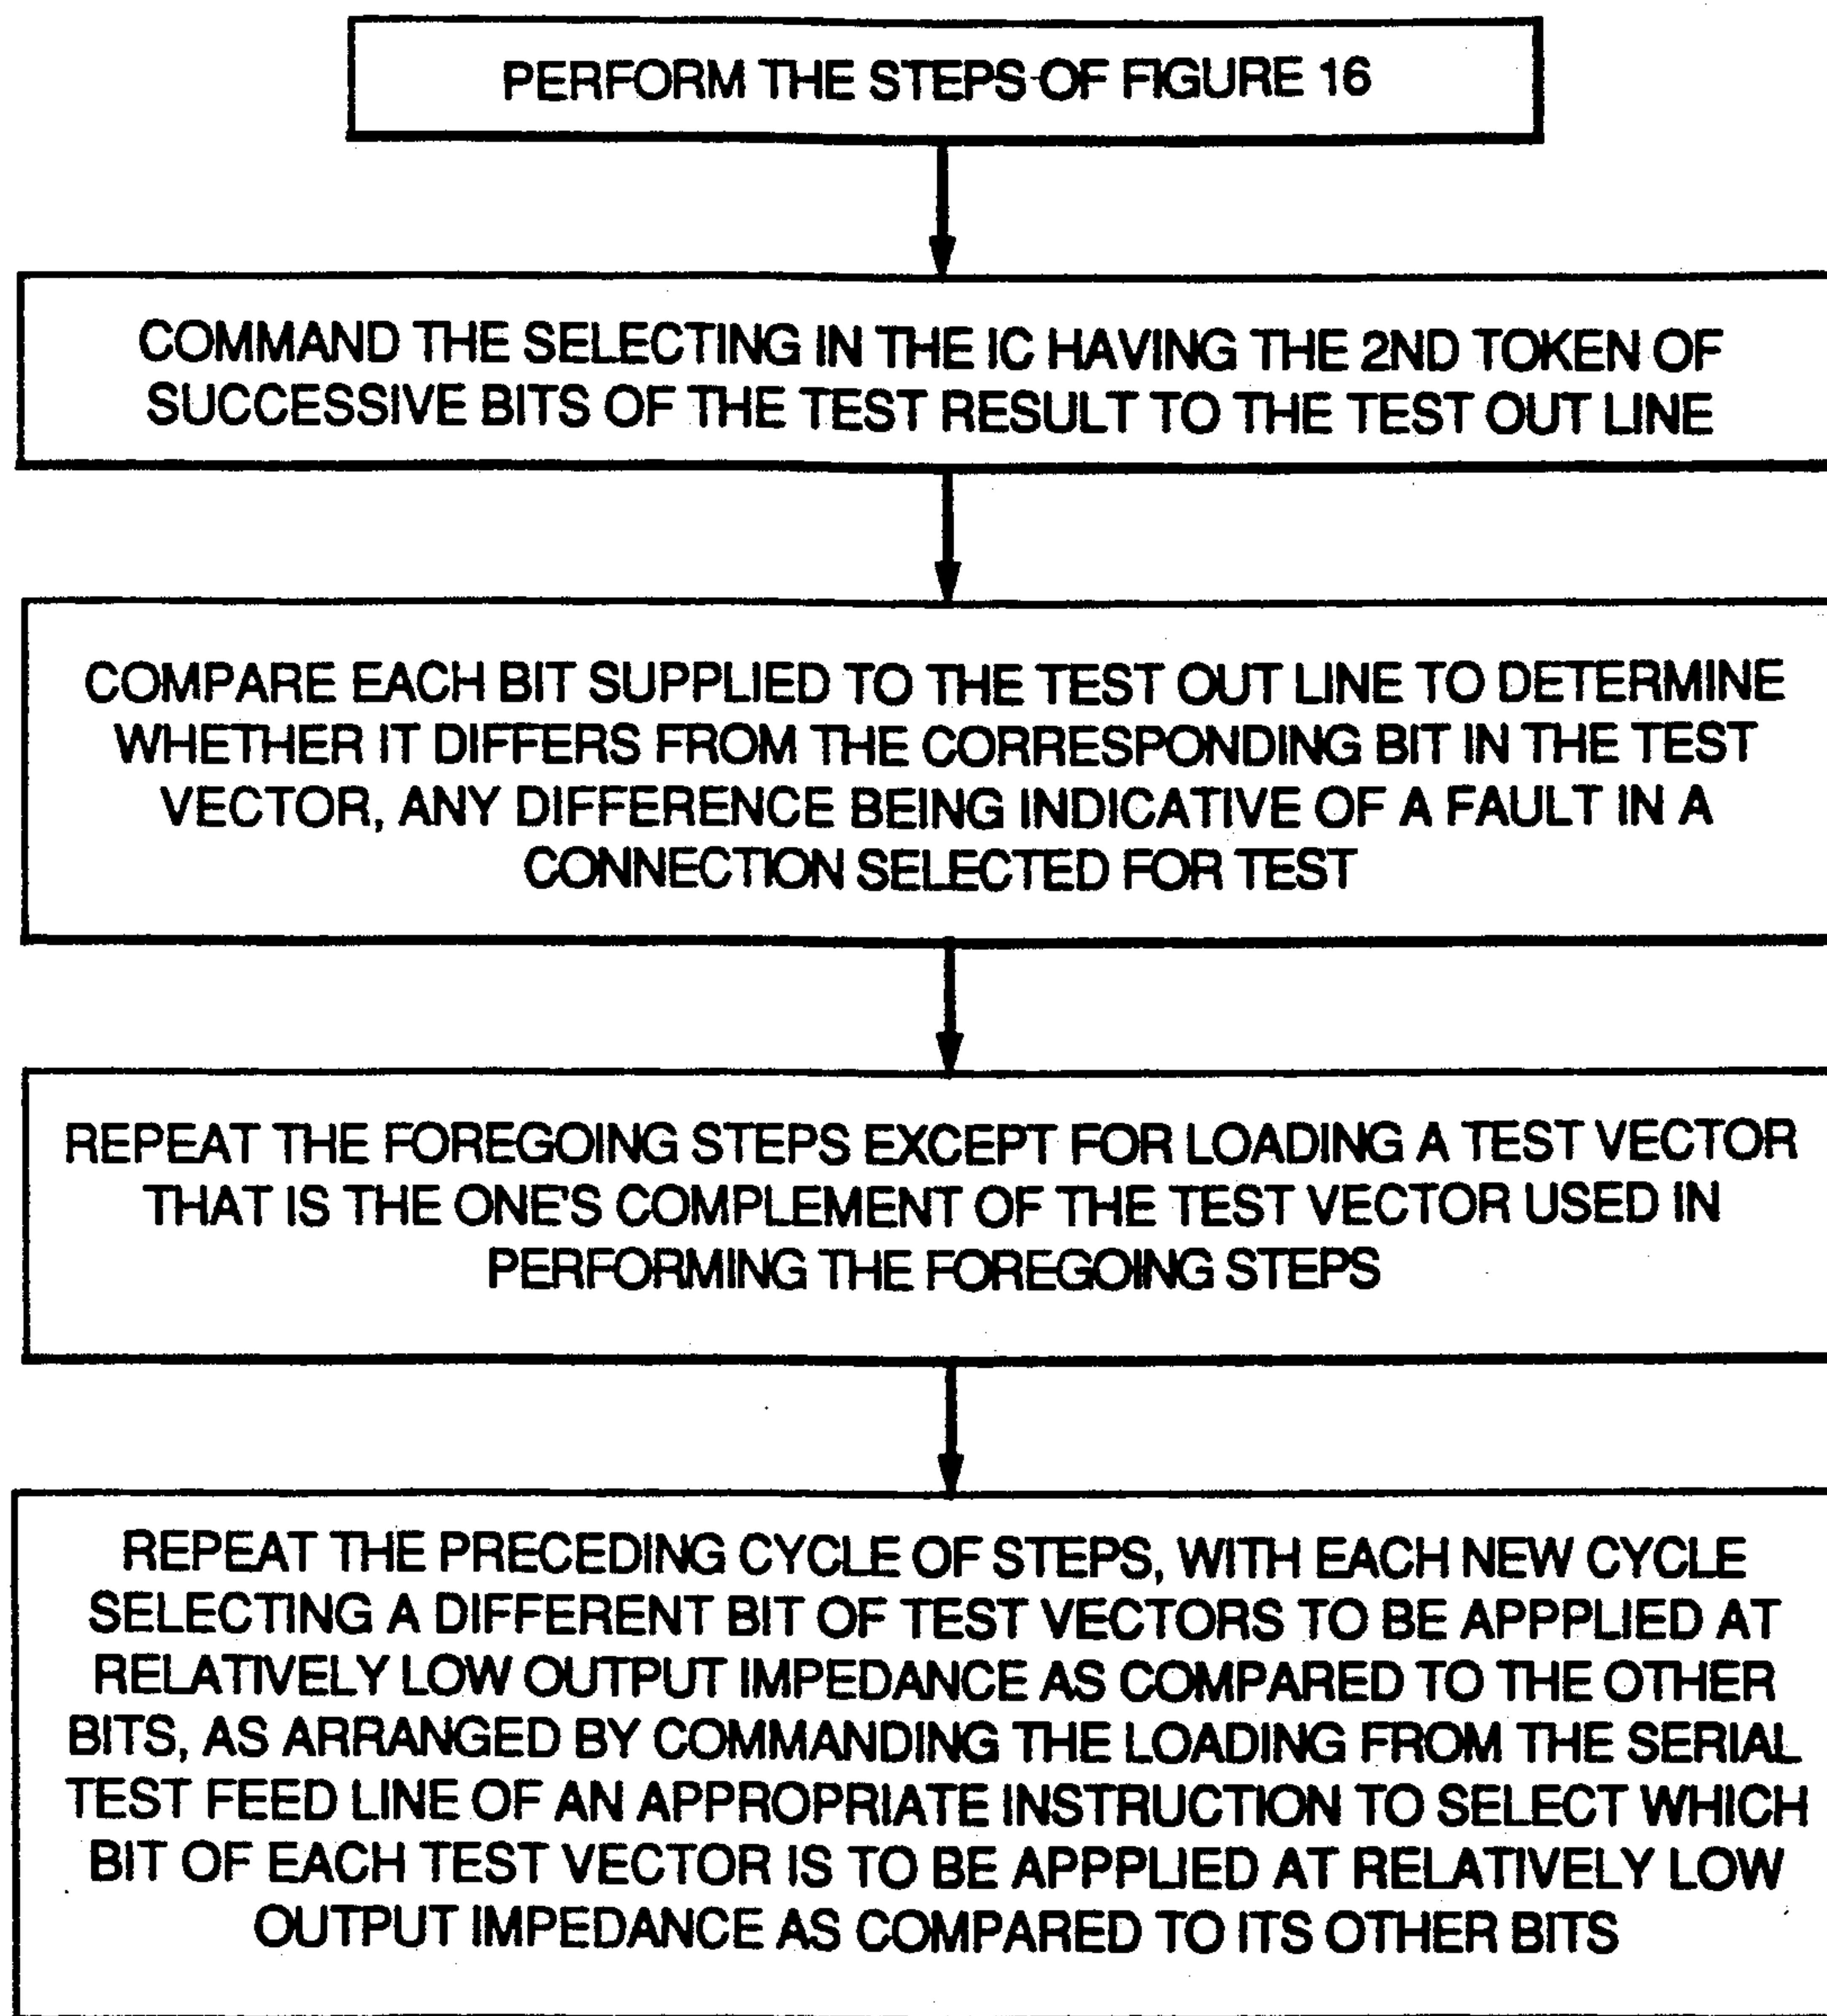 PERFORM THE STEPS OF FIGURE 16
COMMAND THE SELECTING IN THE IC HAVING THE 2ND TOKEN OF
SUCCESSIVE BITS OF THE TEST RESULT TO THE TEST OUT LINE
COMPARE EACH BIT SUPPLIED TO THE TEST OUT LINE TO DETERMINE
WHETHER IT DIFFERS FROM THE CORRESPONDING BIT IN THE TEST
VECTOR, ANY DIFFERENCE BEING INDICATIVE OF A FAULT IN A
CONNECTION SELECTED FOR TEST
REPEAT THE FOREGOING STEPS EXCEPT FOR LOADING A TEST VECTOR
THAT IS THE ONE'S COMPLEMENT OF THE TEST VECTOR USED IN
PERFORMING THE FOREGOING STEPS
REPEAT THE PRECEDING CYCLE OF STEPS, WITH EACH NEW CYCLE
SELECTING A DIFFERENT BIT OF TEST VECTORS TO BE APPPLIED AT
RELATIVELY LOW OUTPUT IMPEDANCE AS COMPARED TO THE OTHER
BITS, AS ARRANGED BY COMMANDING THE LOADING FROM THE SERIAL
TEST FEED LINE OF AN APPROPRIATE INSTRUCTION TO SELECT WHICH
BIT OF EACH TEST VECTOR IS TO BE APPPLIED AT RELATIVELY LOW
OUTPUT IMPEDANCE AS COMPARED TO ITS OTHER BITS